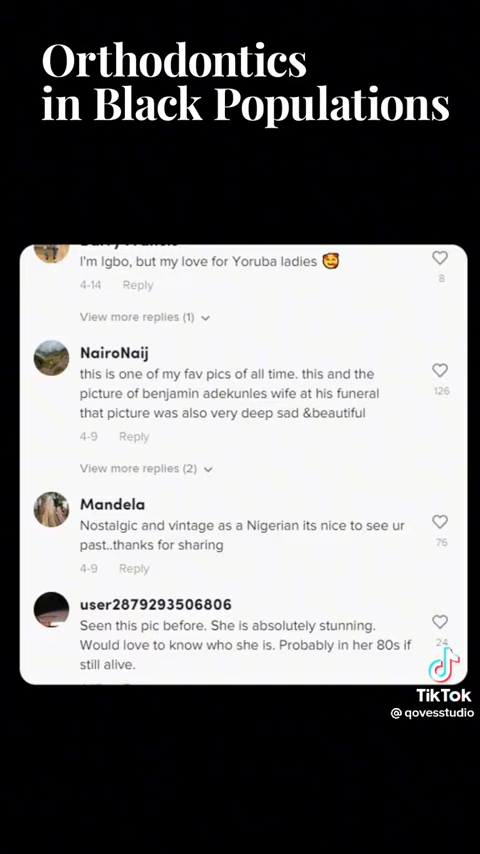 Orthodontics
in Black Populations
I'm Igbo, but my love for Yoruba ladies 🥰
8
4-14 Reply
View more replies (1)
NairoNaij
this is one of my fav pics of all time. this and the
picture of benjamin adekunles wife at his funeral
that picture was also very deep sad &beautiful
126
4-9 Reply
View more replies (2)
Mandela
Nostalgic and vintage as a Nigerian its nice to see ur
past..thanks for sharing
76
4-9 Reply
user2879293506806
Seen this pic before. She is absolutely stunning.
Would love to know who she is. Probably in her 80s if
still alive.
24
TikTok
@qovesstudio